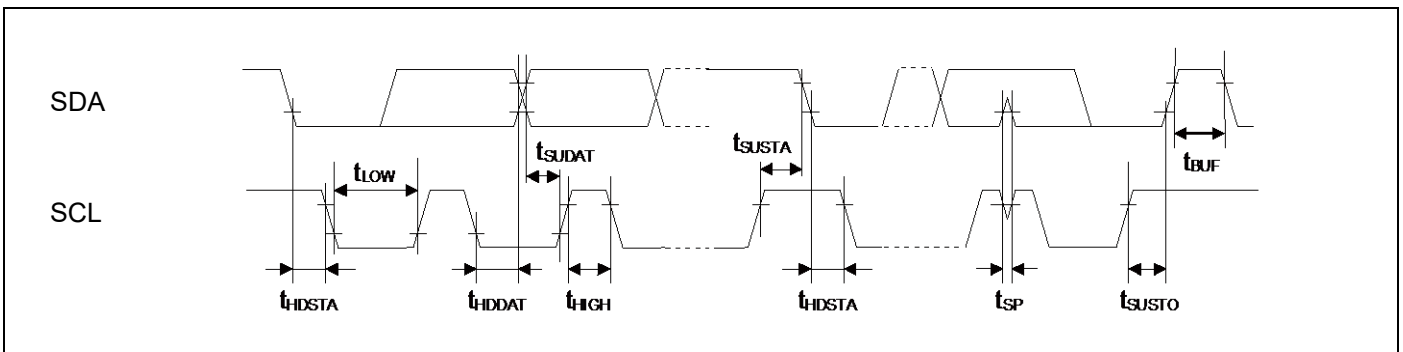 SDA
tSUDAT
tSUSTA
tBUF
tLOW
SCL
tHDSTA
tHDDAT
tHIGH
tHDSTA
tSP
tSUSTO